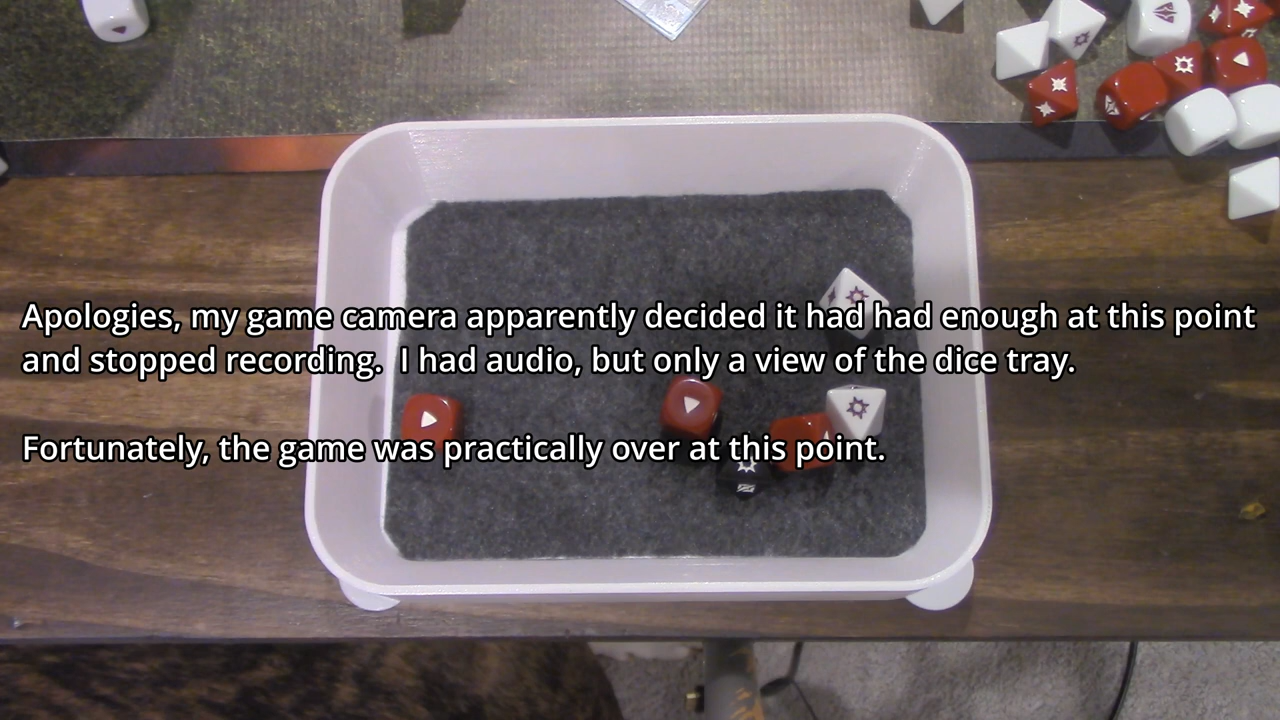 Apologies, my game camera apparently decided it had had enough at this point
and stopped recording.  I had audio, but only a view of the dice tray.
Fortunately, the game was practically over at this point.